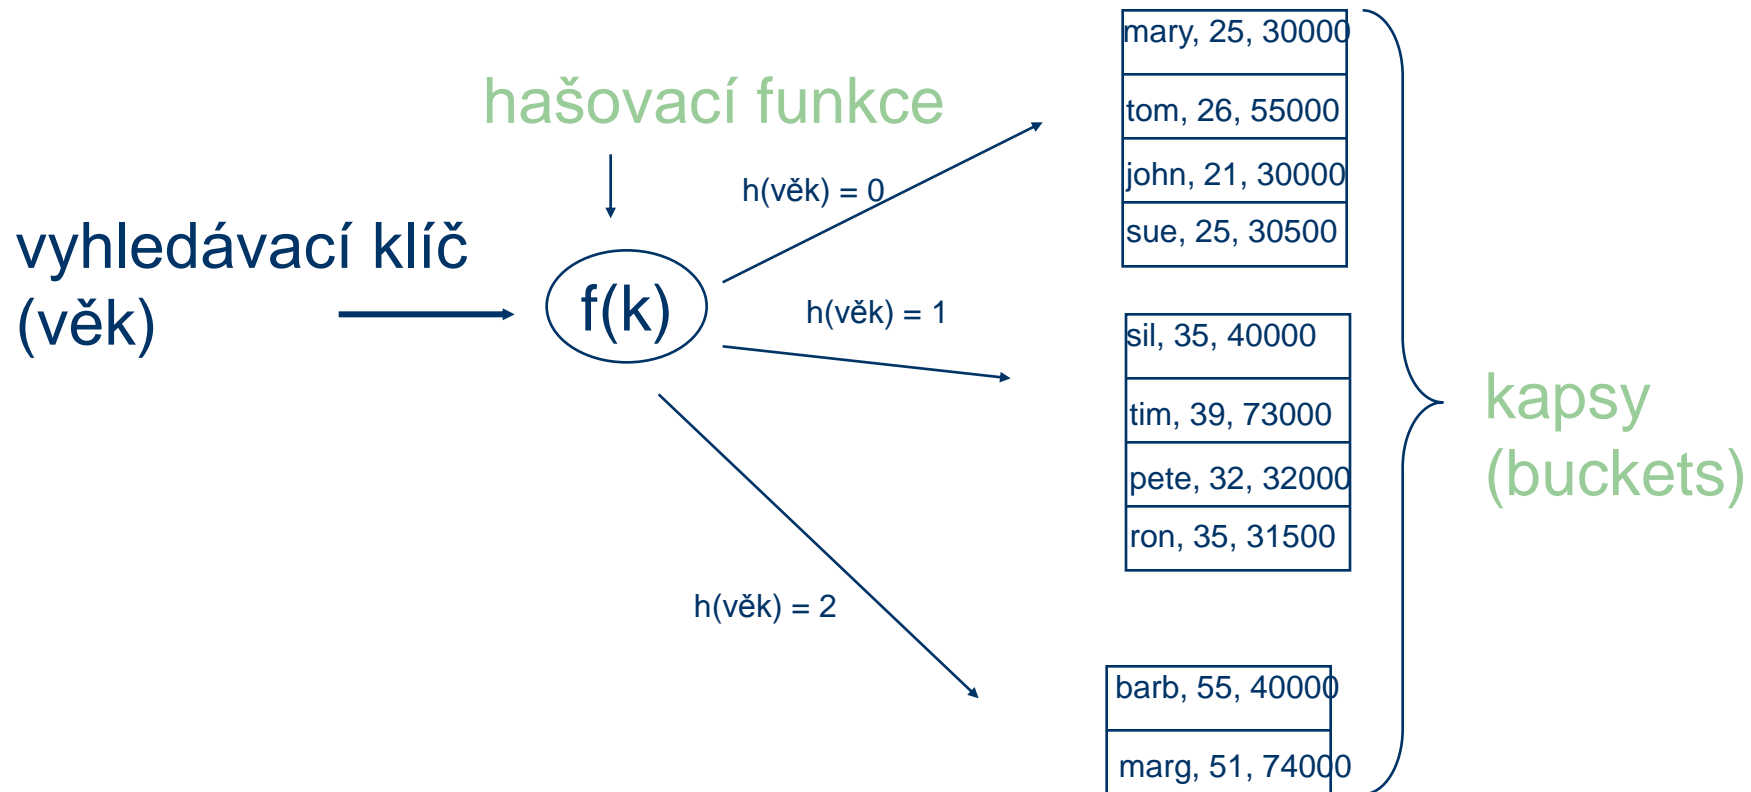 hašovací funkce
vyhledávací klíč
(věk)
f(k)
h(věk) = 0
h(věk) = 1
h(věk) = 2
mary, 25, 30000
tom, 26, 55000
john, 21, 30000
sue, 25, 30500
sil, 35, 40000
tim, 39, 73000
pete, 32, 32000
ron, 35, 31500
barb, 55, 40000
marg, 51, 74000
kapsy
(buckets)